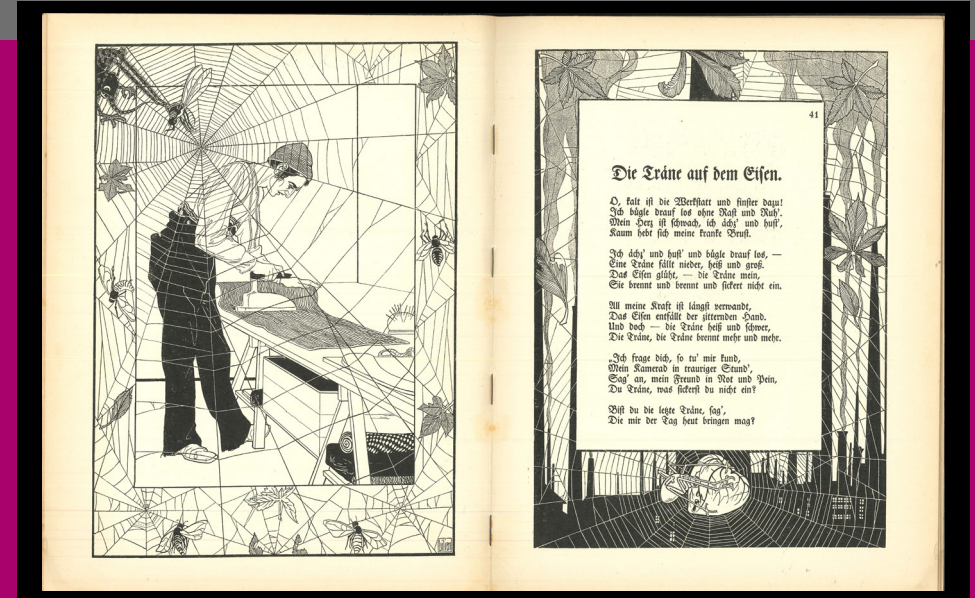 41
Die Träne auf dem Eisen.
O, kalt ist die Werkstatt und finster dazu!
Ich bügle drauf los ohne Rast und Ruh'.
Mein Herz ist schwach, ich ächz' und hust',
Kaum hebt sich meine kranke Brust.
Ich ächz' und hust' und bügle drauf los, —
Eine Träne fällt nieder, heiß und groß.
Das Eisen glüht, — die Träne mein,
Sie brennt und brennt und sickert nicht ein.
All meine Kraft ist längst verwandt,
Das Eisen entfällt der zitternden Hand.
Und doch — die Träne heiß und schwer,
Die Träne, die Träne brennt mehr und mehr.
„Ich frage dich, so tu' mir kund,
Mein Kamerad in trauriger Stund',
Sag' an, mein Freund in Not und Pein,
Du Träne, was sickerst du nicht ein?
Bist du die letzte Träne, sag',
Die mir der Tag heut bringen mag?